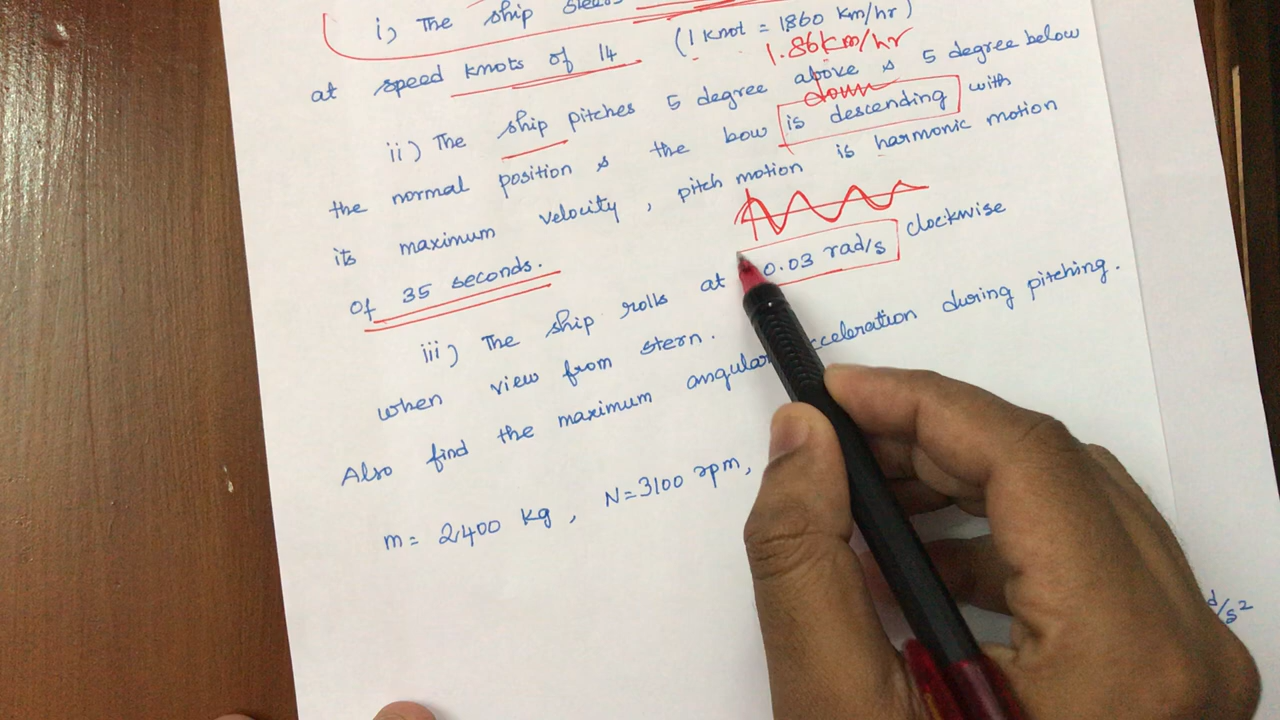 i) The ship steers
at speed knots of 14 (1 knot = 1860 km/hr)
1.86km/hr
ii) The ship pitches 5 degree above & 5 degree below
down
the normal position & the bow is descending with
its maximum velocity, pitch motion is harmonic motion
of 35 seconds.
iii) The ship rolls at 0.03 rad/s clockwise
when view from stern.
Also find the maximum angular acceleration during pitching.
m= 2400 kg, N=3100 rpm,
d/s²